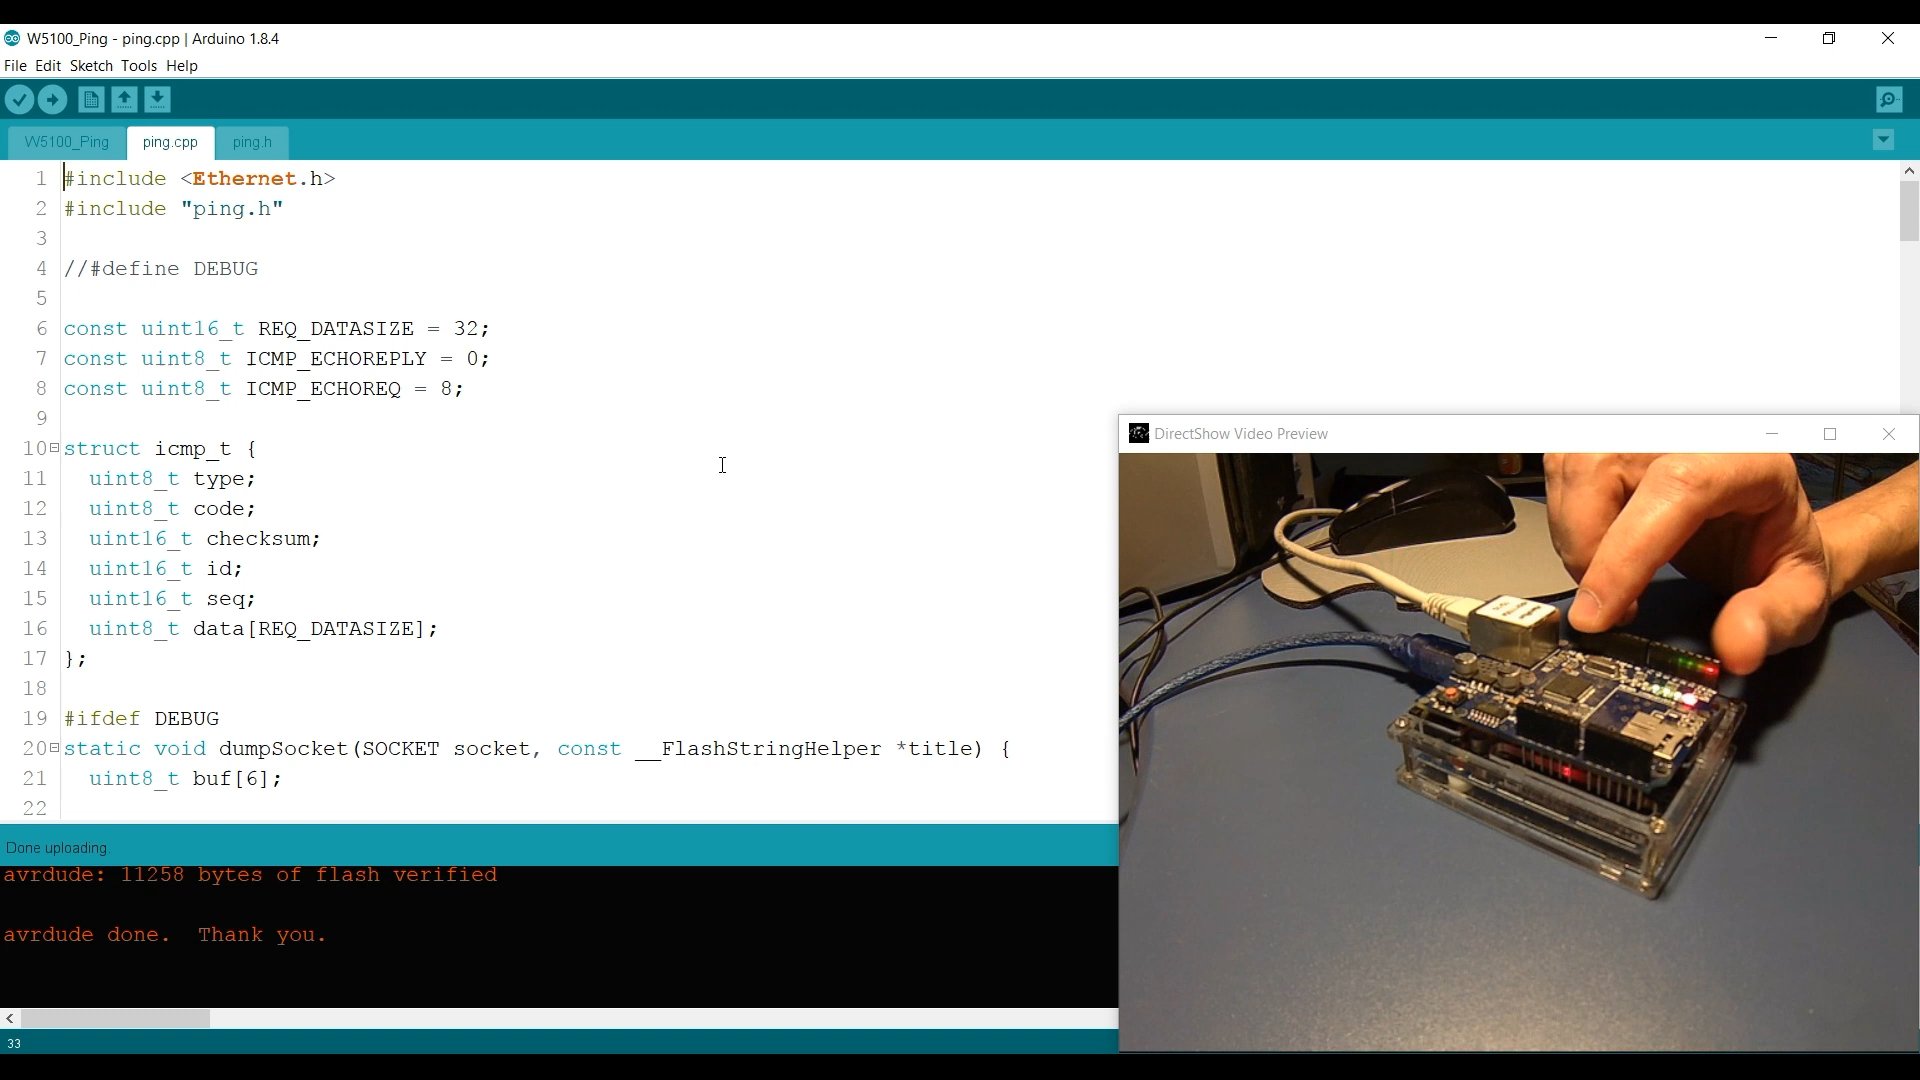 W5100_Ping - ping.cpp | Arduino 1.8.4
File Edit Sketch Tools Help
W5100_Ping ping.cpp ping.h
1 #include <Ethernet.h>
2 #include "ping.h"
3
4 //#define DEBUG
5
6 const uint16_t REQ_DATASIZE = 32;
7 const uint8_t ICMP_ECHOREPLY = 0;
8 const uint8_t ICMP_ECHOREQ = 8;
9
10 struct icmp_t {
11 uint8_t type;
12 uint8_t code;
13 uint16_t checksum;
14 uint16_t id;
15 uint16_t seq;
16 uint8_t data[REQ_DATASIZE];
17 };
18
19 #ifdef DEBUG
20 static void dumpSocket(SOCKET socket, const __FlashStringHelper *title) {
21 uint8_t buf[6];
22
Done uploading.
avrdude: 11258 bytes of flash verified
avrdude done.  Thank you.
33
DirectShow Video Preview